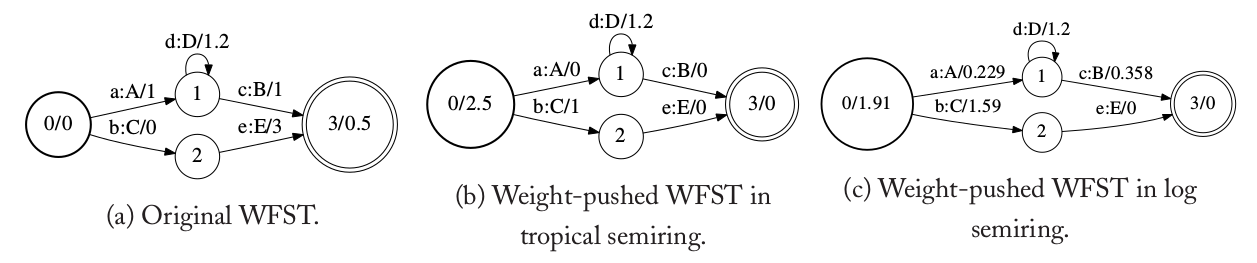 d:D/1.2
a:A/1
1
c:B/1
0/0
3/0.5
b:C/0
2
e:E/3
(a) Original WFST.
d:D/1.2
a:A/0
1
c:B/0
0/2.5
3/0
b:C/1
2
e:E/0
(b) Weight-pushed WFST in
tropical semiring.
d:D/1.2
a:A/0.229
1
c:B/0.358
0/1.91
3/0
b:C/1.59
2
e:E/0
(c) Weight-pushed WFST in log
semiring.